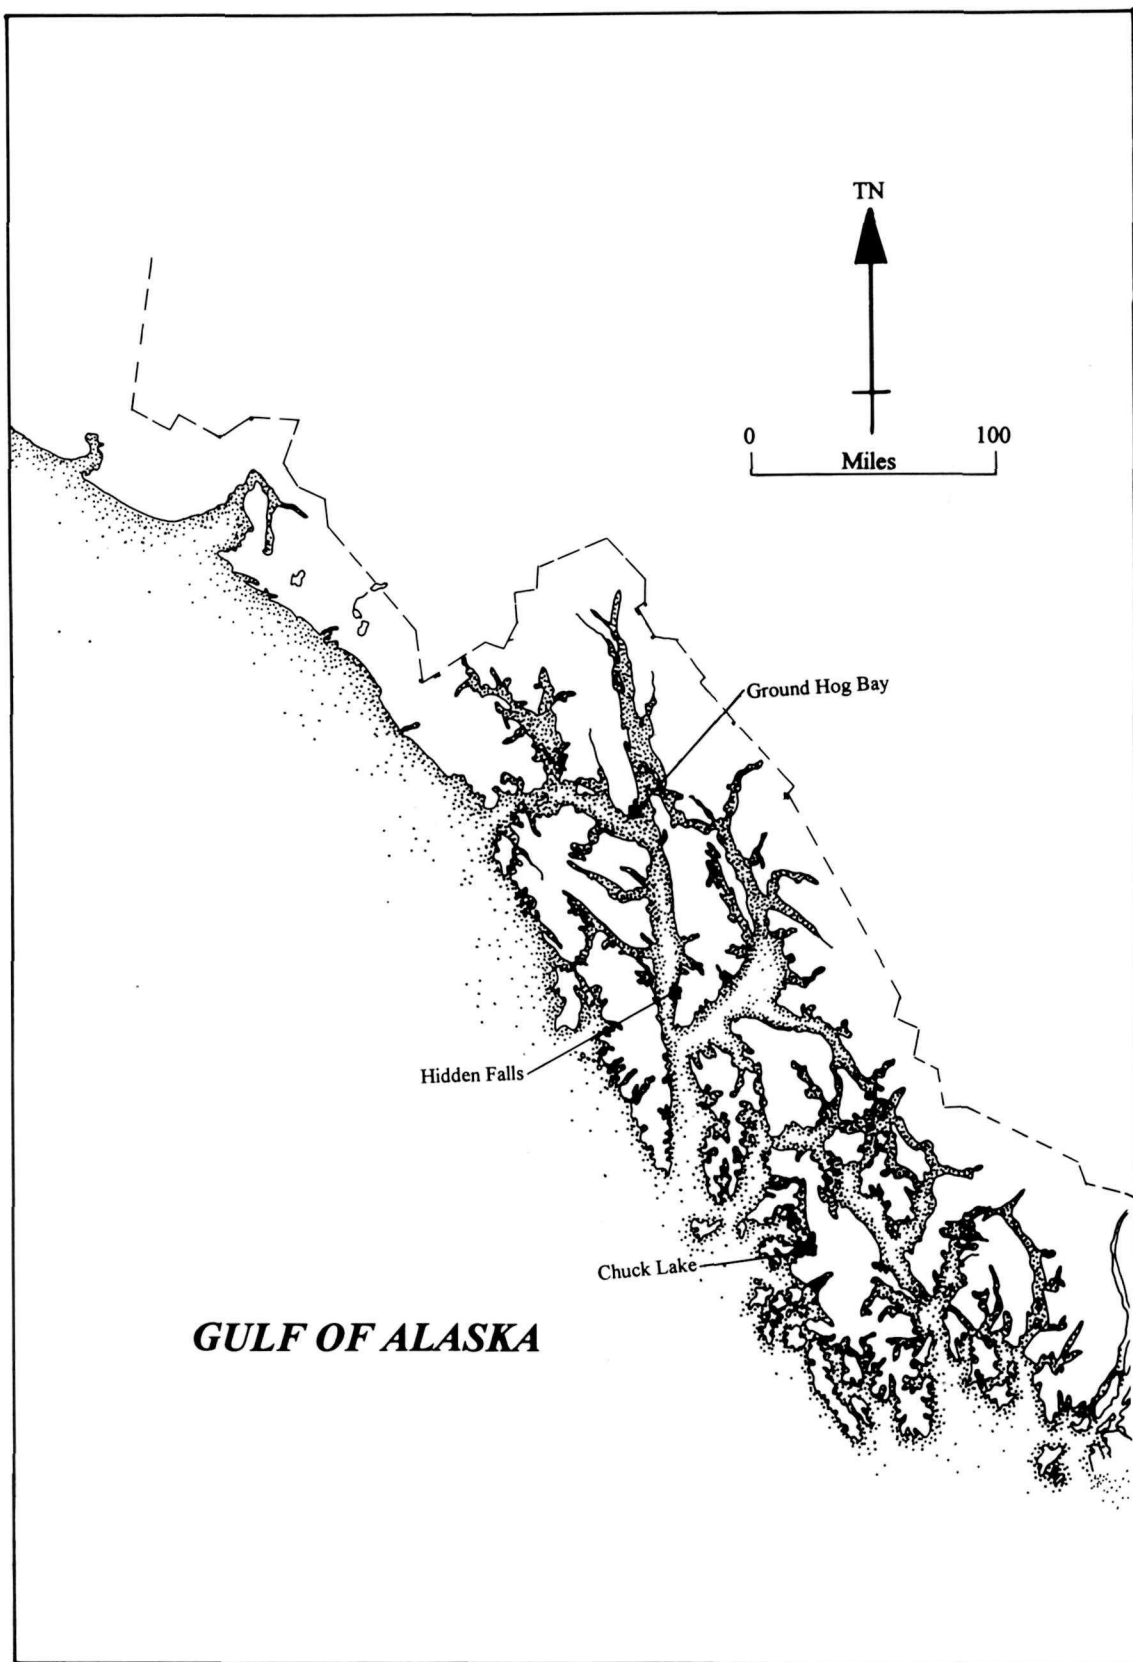 TN
0 100
Miles
Ground Hog Bay
Hidden Falls
Chuck Lake
GULF OF ALASKA